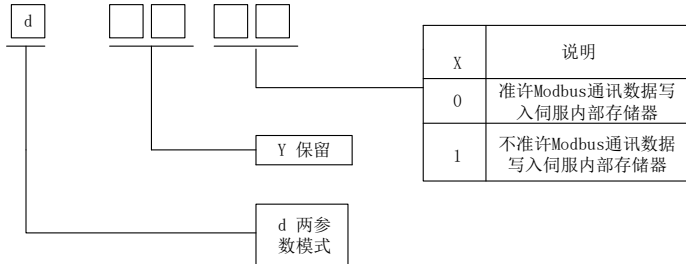 d
X
说明
0
准许Modbus通讯数据写
入伺服内部存储器
1
不准许Modbus通讯数据
写入伺服内部存储器
Y 保留
d 两参
数模式